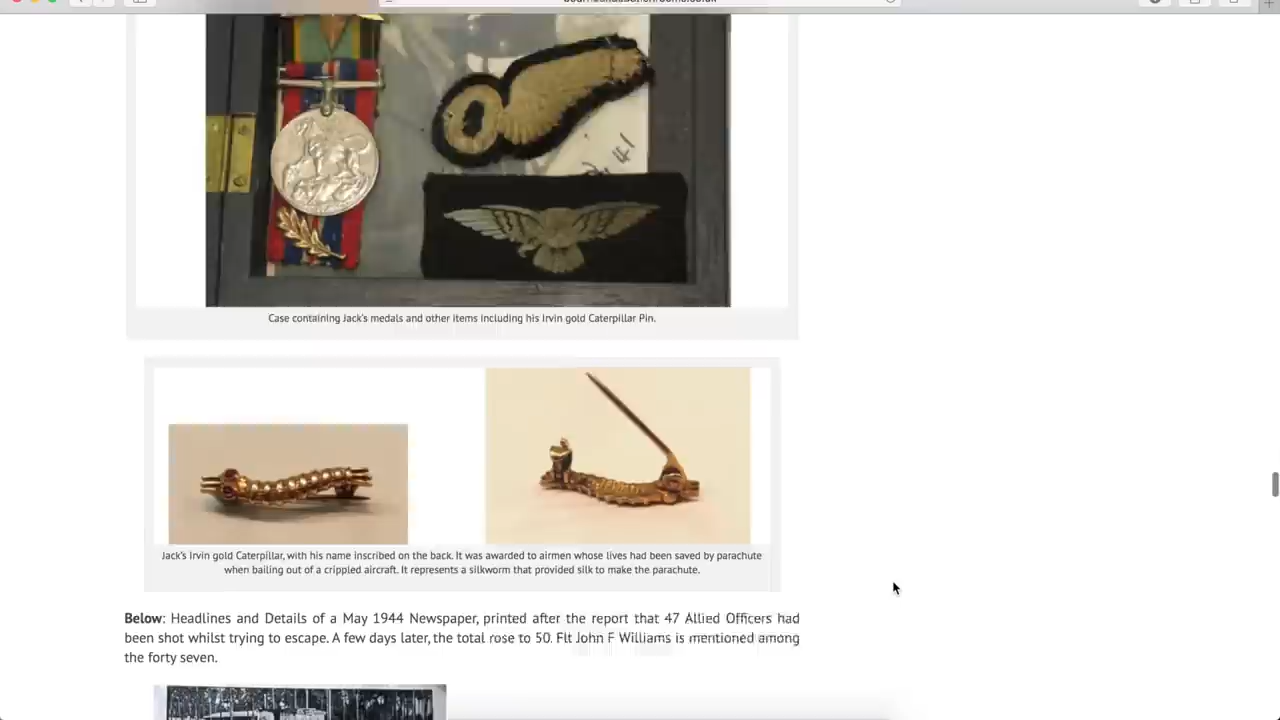 41
Case containing Jack's medals and other items including his Irvin gold Caterpillar Pin.
Jack's Irvin gold Caterpillar, with his name inscribed on the back. It was awarded to airmen whose lives had been saved by parachute
when bailing out of a crippled aircraft. It represents a silkworm that provided silk to make the parachute.
Below: Headlines and Details of a May 1944 Newspaper, printed after the report that 47 Allied Officers had
been shot whilst trying to escape. A few days later, the total rose to 50. Flt John F Williams is mentioned among
the forty seven.